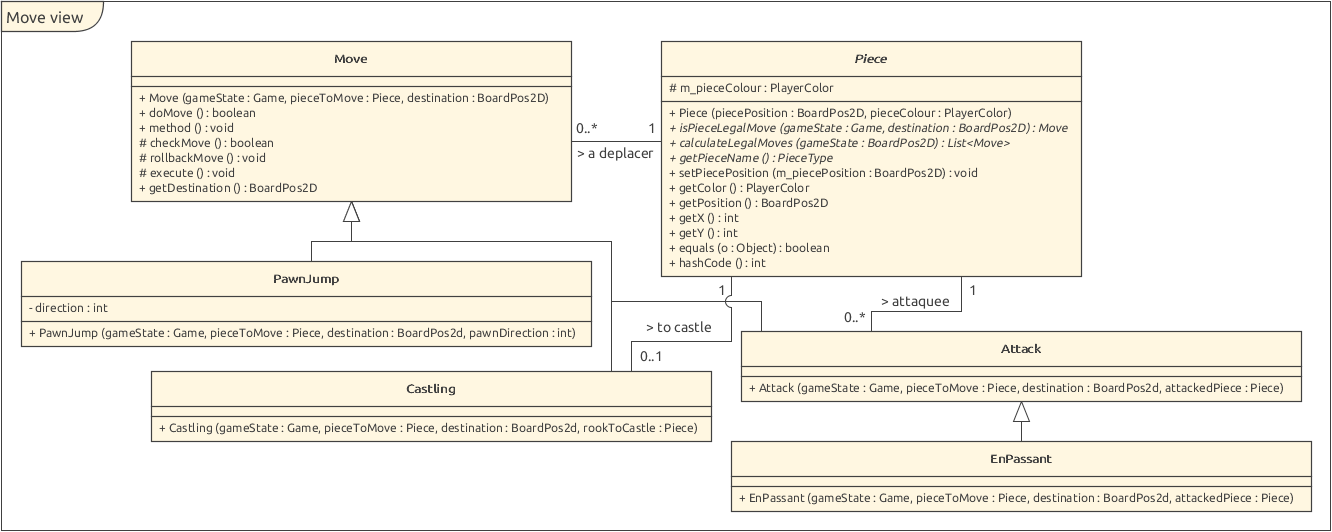 Move view
Move
+ Move (gameState : Game, pieceToMove : Piece, destination : BoardPos2D)
+ doMove () : boolean
+ method () : void
# checkMove () : boolean
# rollbackMove () : void
# execute () : void
+ getDestination () : BoardPos2D
0..*
1
> a deplacer
Piece
# m_pieceColour : PlayerColor
+ Piece (piecePosition : BoardPos2D, pieceColour : PlayerColor)
+ isPieceLegalMove (gameState : Game, destination : BoardPos2D) : Move
+ calculateLegalMoves (gameState : BoardPos2D) : List<Move>
+ getPieceName () : PieceType
+ setPiecePosition (m_piecePosition : BoardPos2D) : void
+ getColor () : PlayerColor
+ getPosition () : BoardPos2D
+ getX () : int
+ getY () : int
+ equals (o : Object) : boolean
+ hashCode () : int
PawnJump
- direction : int
+ PawnJump (gameState : Game, pieceToMove : Piece, destination : BoardPos2d, pawnDirection : int)
1
> to castle
0..1
1
> attaquee
0..*
Castling
+ Castling (gameState : Game, pieceToMove : Piece, destination : BoardPos2d, rookToCastle : Piece)
Attack
+ Attack (gameState : Game, pieceToMove : Piece, destination : BoardPos2d, attackedPiece : Piece)
EnPassant
+ EnPassant (gameState : Game, pieceToMove : Piece, destination : BoardPos2d, attackedPiece : Piece)